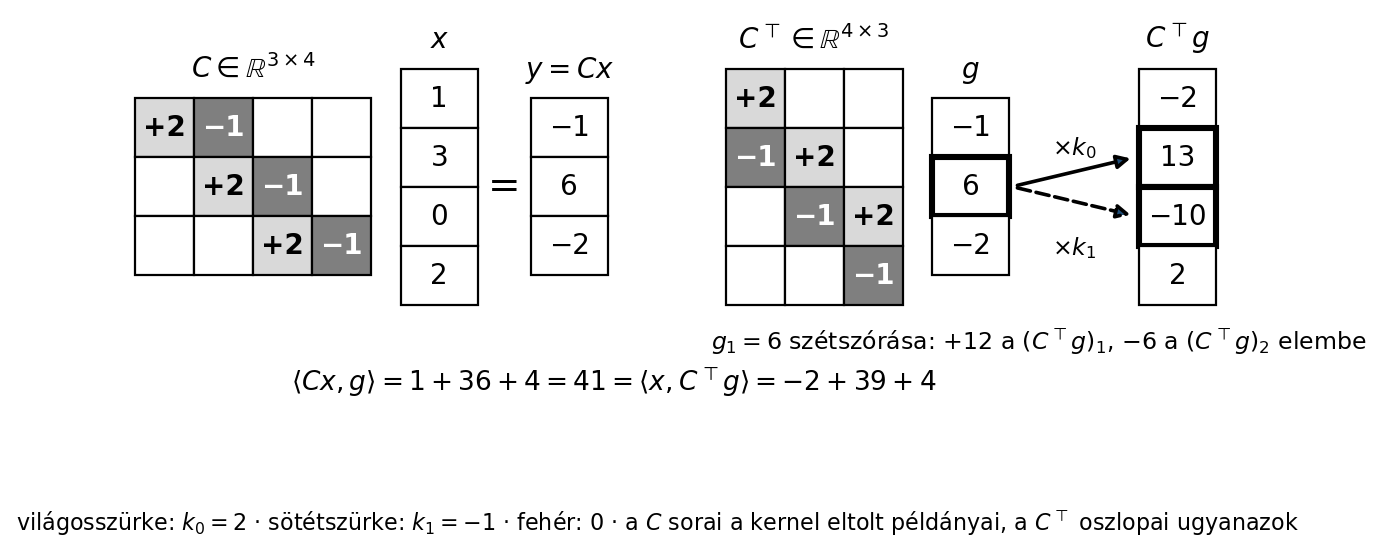 C ∈ ℝ^{3×4}
x
y = Cx
C^⊤ ∈ ℝ^{4×3}
g
C^⊤g
+2 −1
+2 −1
+2 −1
1
3
0
2
=
−1
6
−2
+2
−1 +2
−1 +2
−1
−1
6
−2
×k₀
×k₁
−2
13
−10
2
g₁ = 6 szétszórása: +12 a (C^⊤g)₁, −6 a (C^⊤g)₂ elembe
⟨Cx, g⟩ = 1 + 36 + 4 = 41 = ⟨x, C^⊤g⟩ = −2 + 39 + 4
világosszürke: k₀ = 2 · sötétszürke: k₁ = −1 · fehér: 0 · a C sorai a kernel eltolt példányai, a C^⊤ oszlopai ugyanazok